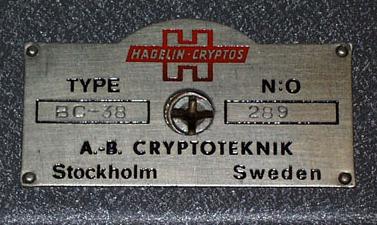 HAGELIN-CRYPTOS
TYPE N:O
BC-38 289
A.-B. CRYPTOTEKNIK
Stockholm Sweden